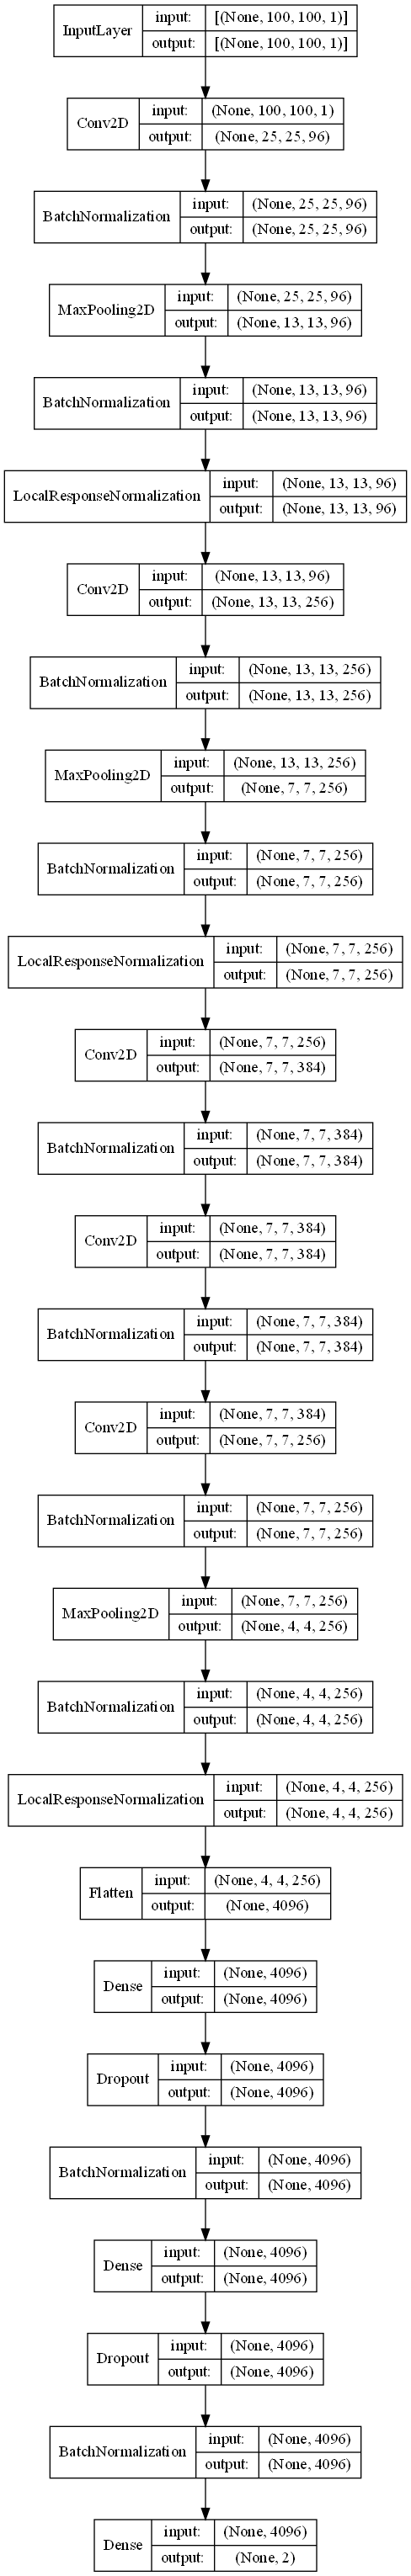 InputLayer
input: [(None, 100, 100, 1)]
output: [(None, 100, 100, 1)]
Conv2D
input: (None, 100, 100, 1)
output: (None, 25, 25, 96)
BatchNormalization
input: (None, 25, 25, 96)
output: (None, 25, 25, 96)
MaxPooling2D
input: (None, 25, 25, 96)
output: (None, 13, 13, 96)
BatchNormalization
input: (None, 13, 13, 96)
output: (None, 13, 13, 96)
LocalResponseNormalization
input: (None, 13, 13, 96)
output: (None, 13, 13, 96)
Conv2D
input: (None, 13, 13, 96)
output: (None, 13, 13, 256)
BatchNormalization
input: (None, 13, 13, 256)
output: (None, 13, 13, 256)
MaxPooling2D
input: (None, 13, 13, 256)
output: (None, 7, 7, 256)
BatchNormalization
input: (None, 7, 7, 256)
output: (None, 7, 7, 256)
LocalResponseNormalization
input: (None, 7, 7, 256)
output: (None, 7, 7, 256)
Conv2D
input: (None, 7, 7, 256)
output: (None, 7, 7, 384)
BatchNormalization
input: (None, 7, 7, 384)
output: (None, 7, 7, 384)
Conv2D
input: (None, 7, 7, 384)
output: (None, 7, 7, 384)
BatchNormalization
input: (None, 7, 7, 384)
output: (None, 7, 7, 384)
Conv2D
input: (None, 7, 7, 384)
output: (None, 7, 7, 256)
BatchNormalization
input: (None, 7, 7, 256)
output: (None, 7, 7, 256)
MaxPooling2D
input: (None, 7, 7, 256)
output: (None, 4, 4, 256)
BatchNormalization
input: (None, 4, 4, 256)
output: (None, 4, 4, 256)
LocalResponseNormalization
input: (None, 4, 4, 256)
output: (None, 4, 4, 256)
Flatten
input: (None, 4, 4, 256)
output: (None, 4096)
Dense
input: (None, 4096)
output: (None, 4096)
Dropout
input: (None, 4096)
output: (None, 4096)
BatchNormalization
input: (None, 4096)
output: (None, 4096)
Dense
input: (None, 4096)
output: (None, 4096)
Dropout
input: (None, 4096)
output: (None, 4096)
BatchNormalization
input: (None, 4096)
output: (None, 4096)
Dense
input: (None, 4096)
output: (None, 2)